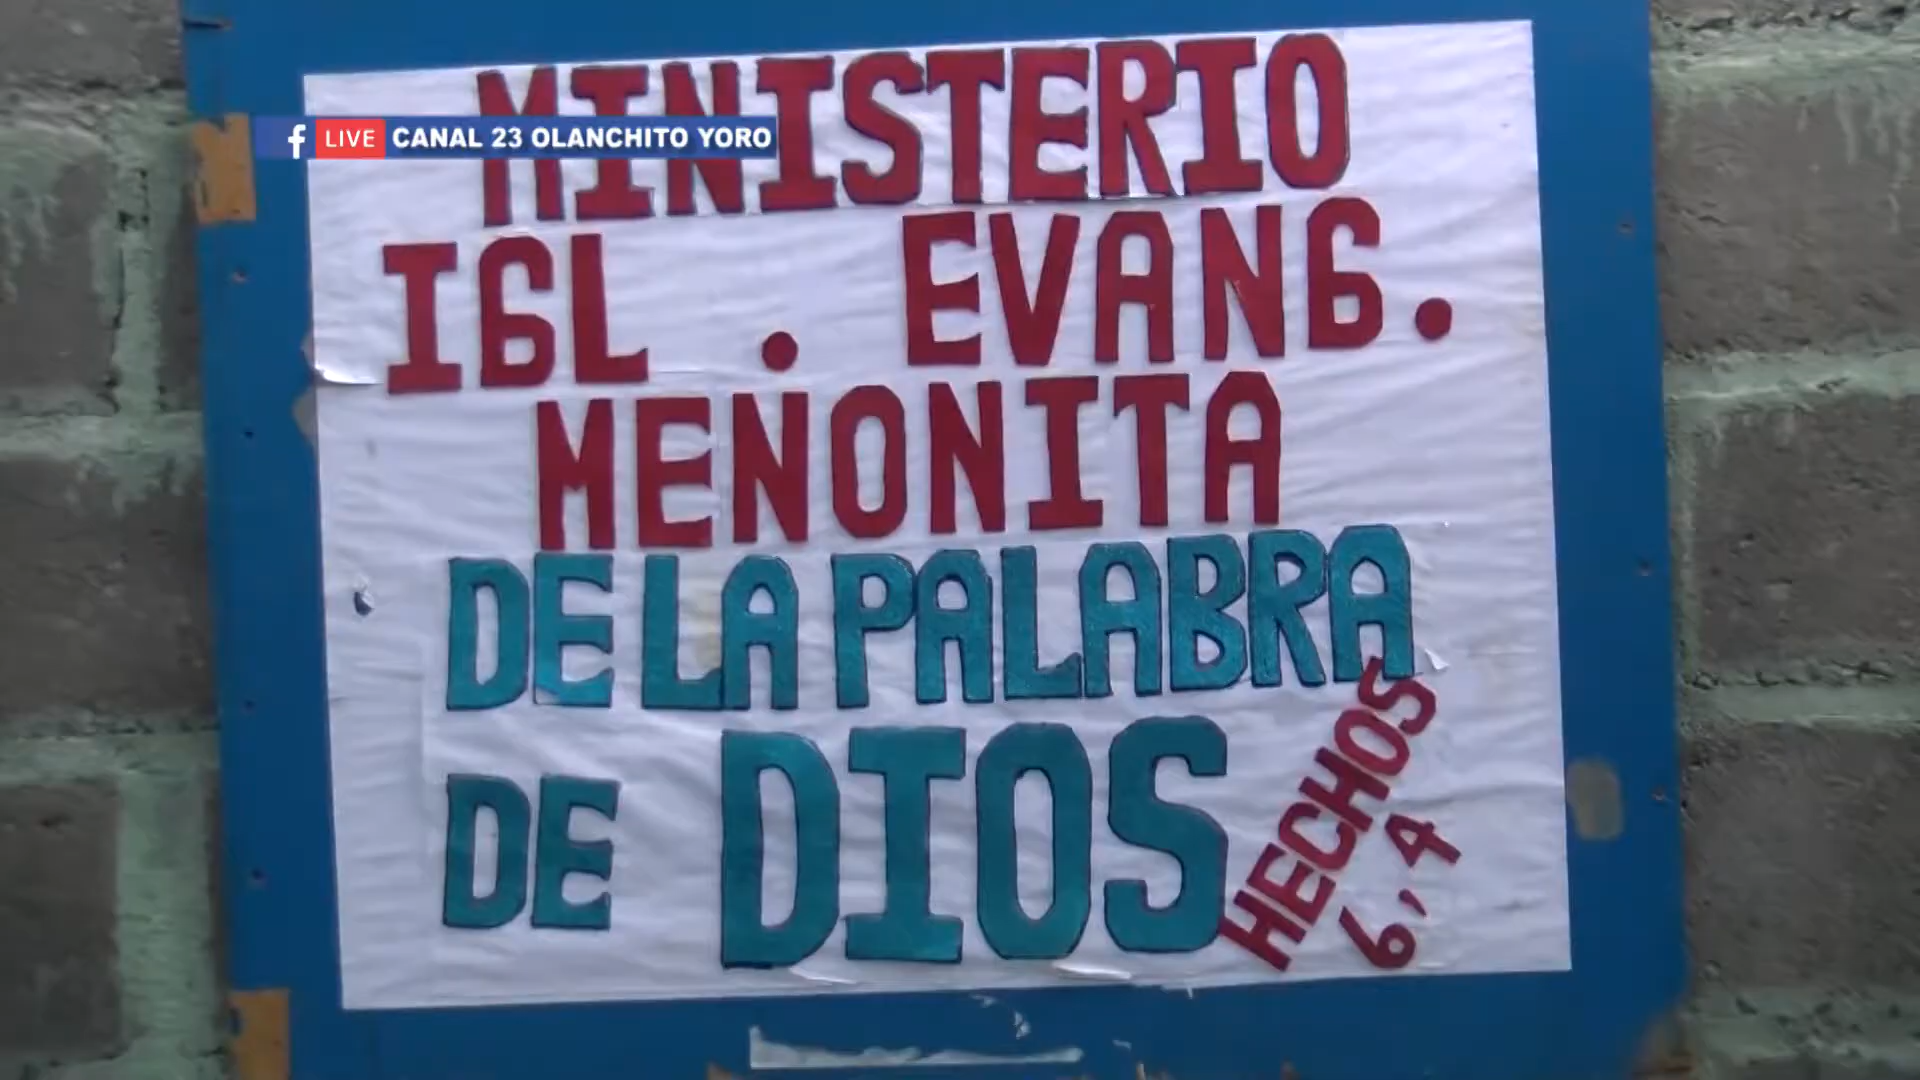 MINISTERIO
f LIVE CANAL 23 OLANCHITO YORO
IGL . EVANG.
MENONITA
DE LA PALABRA
DE DIOS
HECHOS
6,4